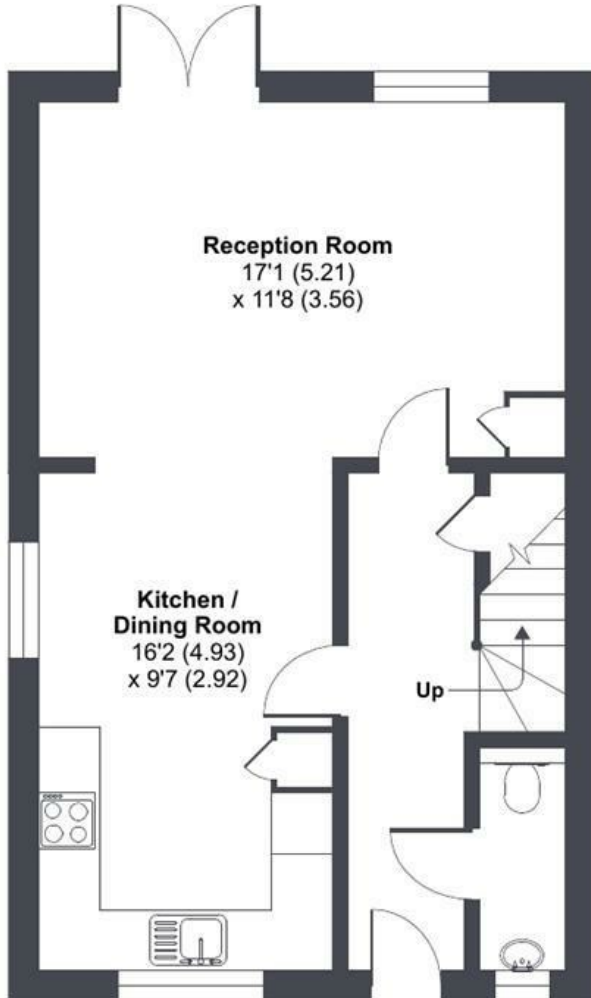 Reception Room
17'1 (5.21)
x 11'8 (3.56)
Kitchen /
Dining Room
16'2 (4.93)
x 9'7 (2.92)
Up